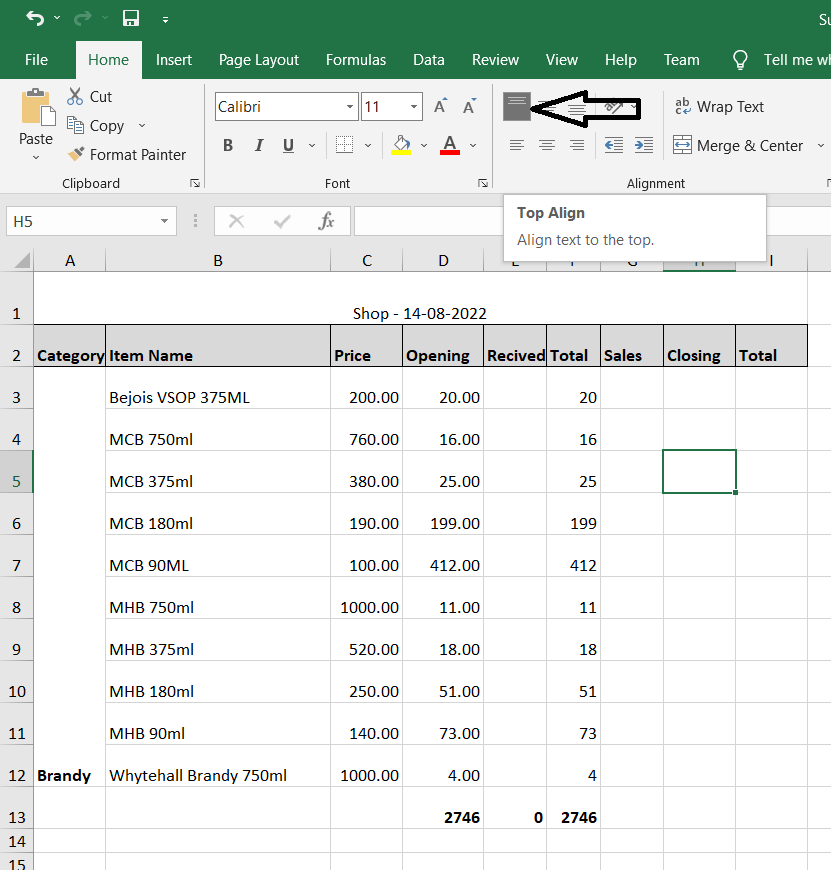 Su
File Home Insert Page Layout Formulas Data Review View Help Team Tell me wh
Cut
Copy
Format Painter
Paste
Clipboard
Calibri 11
B I U A
Font
ab Wrap Text
Merge & Center
Alignment
H5 fx
Top Align
Align text to the top.
A B C D E F G H I
1 Shop - 14-08-2022
2 Category Item Name Price Opening Recived Total Sales Closing Total
3 Bejois VSOP 375ML 200.00 20.00 20
4 MCB 750ml 760.00 16.00 16
5 MCB 375ml 380.00 25.00 25
6 MCB 180ml 190.00 199.00 199
7 MCB 90ML 100.00 412.00 412
8 MHB 750ml 1000.00 11.00 11
9 MHB 375ml 520.00 18.00 18
10 MHB 180ml 250.00 51.00 51
11 MHB 90ml 140.00 73.00 73
12 Brandy Whytehall Brandy 750ml 1000.00 4.00 4
13 2746 0 2746
14
15